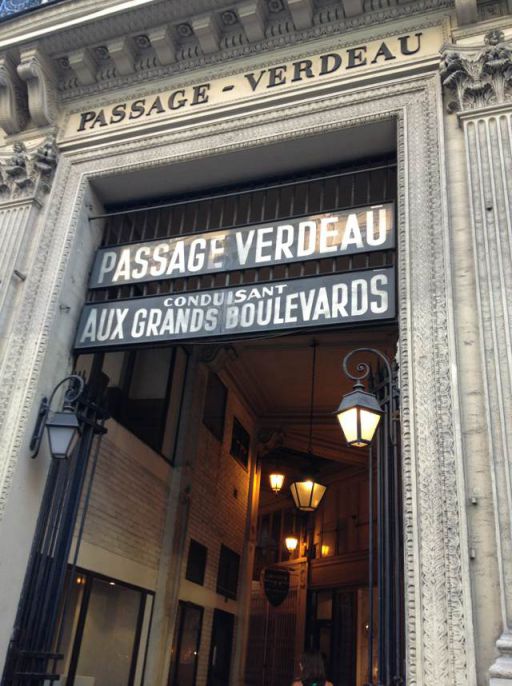 PASSAGE - VERDEAU
PASSAGE VERDEAU
CONDUISANT
AUX GRANDS BOULEVARDS